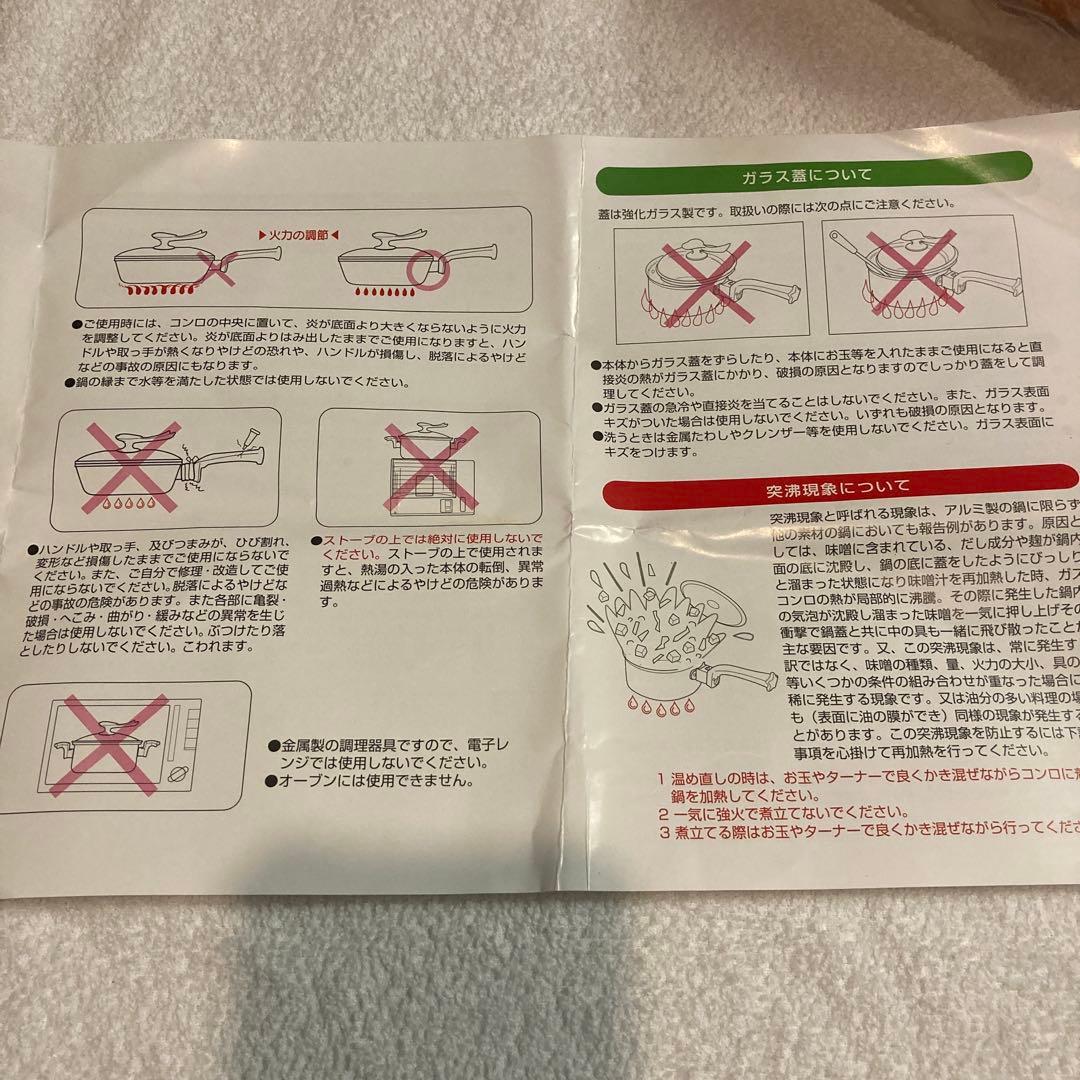 ▶火力の調節◀
●ご使用時には、コンロの中央に置いて、炎が底面より大きくならないように火力
を調整してください。炎が底面よりはみ出したままでご使用になりますと、ハン
ドルや取っ手が熱くなりやけどの恐れや、ハンドルが損傷し、脱落によるやけど
などの事故の原因にもなります。
●鍋の縁まで水等を満たした状態では使用しないでください。
●ハンドルや取っ手、及びつまみが、ひび割れ、
変形など損傷したままでご使用にならないで
ください。また、ご自分で修理・改造してご使
用にならないでください。脱落によるやけどな
どの事故の危険があります。また各部に亀裂・
破損・へこみ・曲がり・緩みなどの異常を生じ
た場合は使用しないでください。ぶつけたり落
としたりしないでください。こわれます。
●ストーブの上では絶対に使用しないで
ください。ストーブの上で使用されま
すと、熱湯の入った本体の転倒、異常
過熱などによるやけどの危険がありま
す。
●金属製の調理器具ですので、電子レ
ンジでは使用しないでください。
●オーブンには使用できません。
ガラス蓋について
蓋は強化ガラス製です。取扱いの際には次の点にご注意ください。
●本体からガラス蓋をずらしたり、本体にお玉等を入れたままご使用になると直
接炎の熱がガラス蓋にかかり、破損の原因となりますのでしっかり蓋をして調
理してください。
●ガラス蓋の急冷や直接炎を当てることはしないでください。また、ガラス表面
キズがついた場合は使用しないでください。いずれも破損の原因となります。
●洗うときは金属たわしやクレンザー等を使用しないでください。ガラス表面に
キズをつけます。
突沸現象について
突沸現象と呼ばれる現象は、アルミ製の鍋に限らず
他の素材の鍋においても報告例があります。原因と
しては、味噌に含まれている、だし成分や麹が鍋内
面の底に沈殿し、鍋の底に蓋をしたようにびっしり
と溜まった状態になり味噌汁を再加熱した時、ガス
コンロの熱が局部的に沸騰。その際に発生した鍋内
の気泡が沈殿し溜まった味噌を一気に押し上げその
衝撃で鍋蓋と共に中の具も一緒に飛び散ったことが
主な要因です。又、この突沸現象は、常に発生す
訳ではなく、味噌の種類、量、火力の大小、具の
等いくつかの条件の組み合わせが重なった場合に
稀に発生する現象です。又は油分の多い料理の場
も（表面に油の膜ができ）同様の現象が発生する
とがあります。この突沸現象を防止するには下記
事項を心掛けて再加熱を行ってください。
1 温め直しの時は、お玉やターナーで良くかき混ぜながらコンロに
鍋を加熱してください。
2 一気に強火で煮立てないでください。
3 煮立てる際はお玉やターナーで良くかき混ぜながら行ってくださ